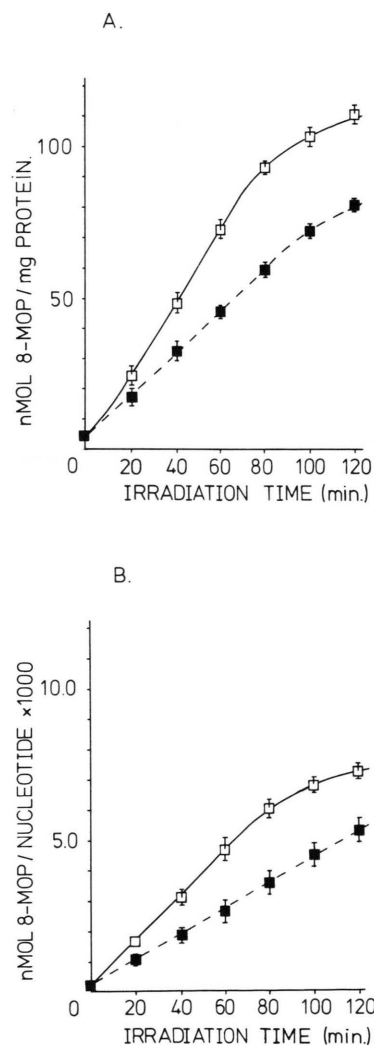 A.
nMOL 8-MOP / mg PROTEIN.
100
50
0
20 40 60 80 100 120
IRRADIATION TIME (min.)
B.
nMOL 8-MOP / NUCLEOTIDE ×1000
10.0
5.0
0
20 40 60 80 100 120
IRRADIATION TIME (min.)